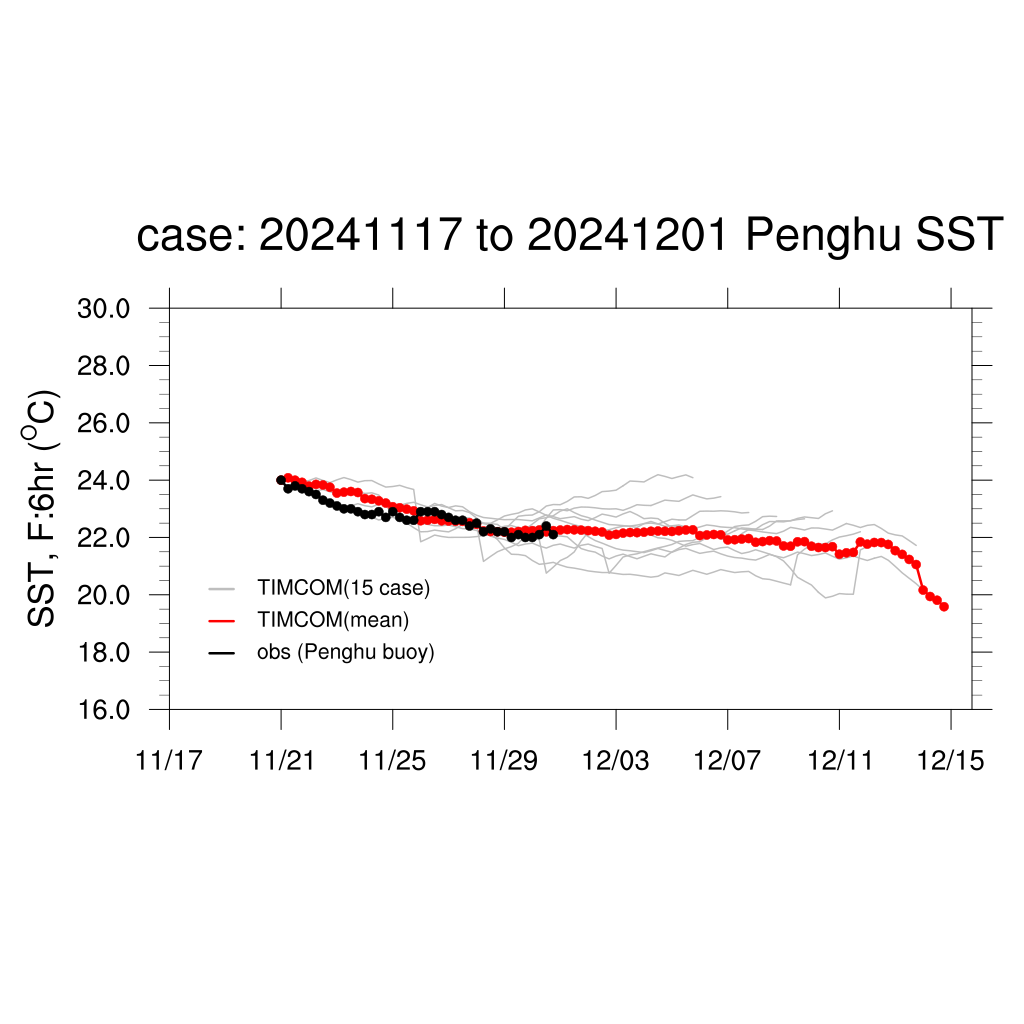 case: 20241117 to 20241201 Penghu SST
SST, F:6hr (°C)
30.0
28.0
26.0
24.0
22.0
20.0
18.0
16.0
TIMCOM(15 case)
TIMCOM(mean)
obs (Penghu buoy)
11/17 11/21 11/25 11/29 12/03 12/07 12/11 12/15